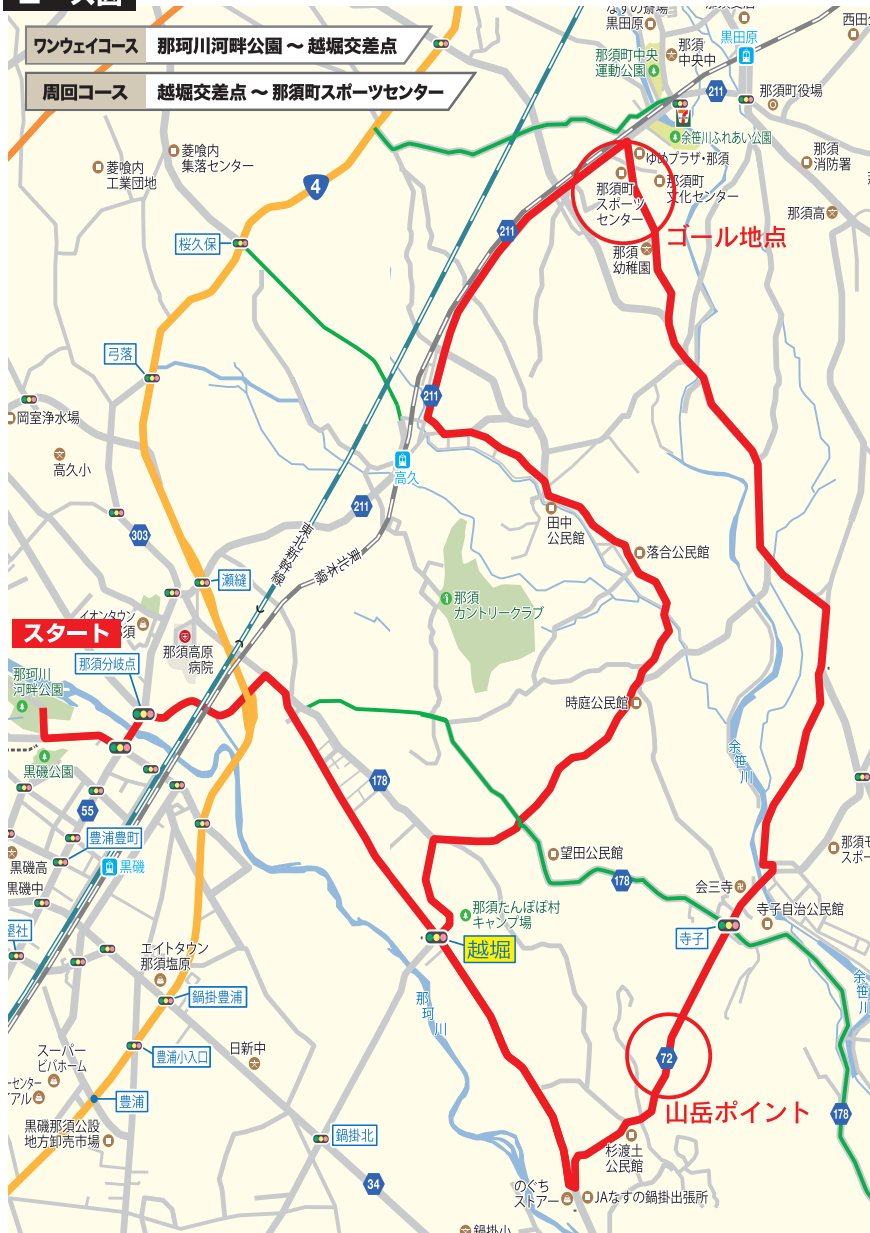 ワンウェイコース 那珂川河畔公園 〜 越堀交差点
周回コース 越堀交差点 〜 那須町スポーツセンター
黒田原
那須
中央中
那須町中央
運動公園
黒田原
211
那須町役場
余笹川ふれあい公園
ゆめプラザ・那須
那須
消防署
菱喰内
集落センター
菱喰内
工業団地
4
那須町
スポーツ
センター
那須町
文化センター
那須高
211
ゴール地点
桜久保
那須
幼稚園
弓落
211
岡室浄水場
高久小
高久
211
田中
公民館
303
東北新幹線
東北本線
落合公民館
瀬縫
那須
カントリークラブ
イオンタウン
スタート
那須高原
病院
那須分岐点
那珂川
河畔公園
時庭公民館
余笹川
黒磯公園
178
55
豊浦豊町
黒磯
黒磯高
黒磯中
望田公民館
178
会三寺
那須たんぽぽ村
キャンプ場
寺子自治公民館
寺子
越堀
エイトタウン
那須塩原
余笹川
鍋掛豊浦
那珂川
スーパー
ビバホーム
豊浦小入口
日新中
72
豊浦
山岳ポイント
178
黒磯那須公設
地方卸売市場
鍋掛北
杉渡土
公民館
34
のぐち
ストアー
JAなすの鍋掛出張所
鍋掛小